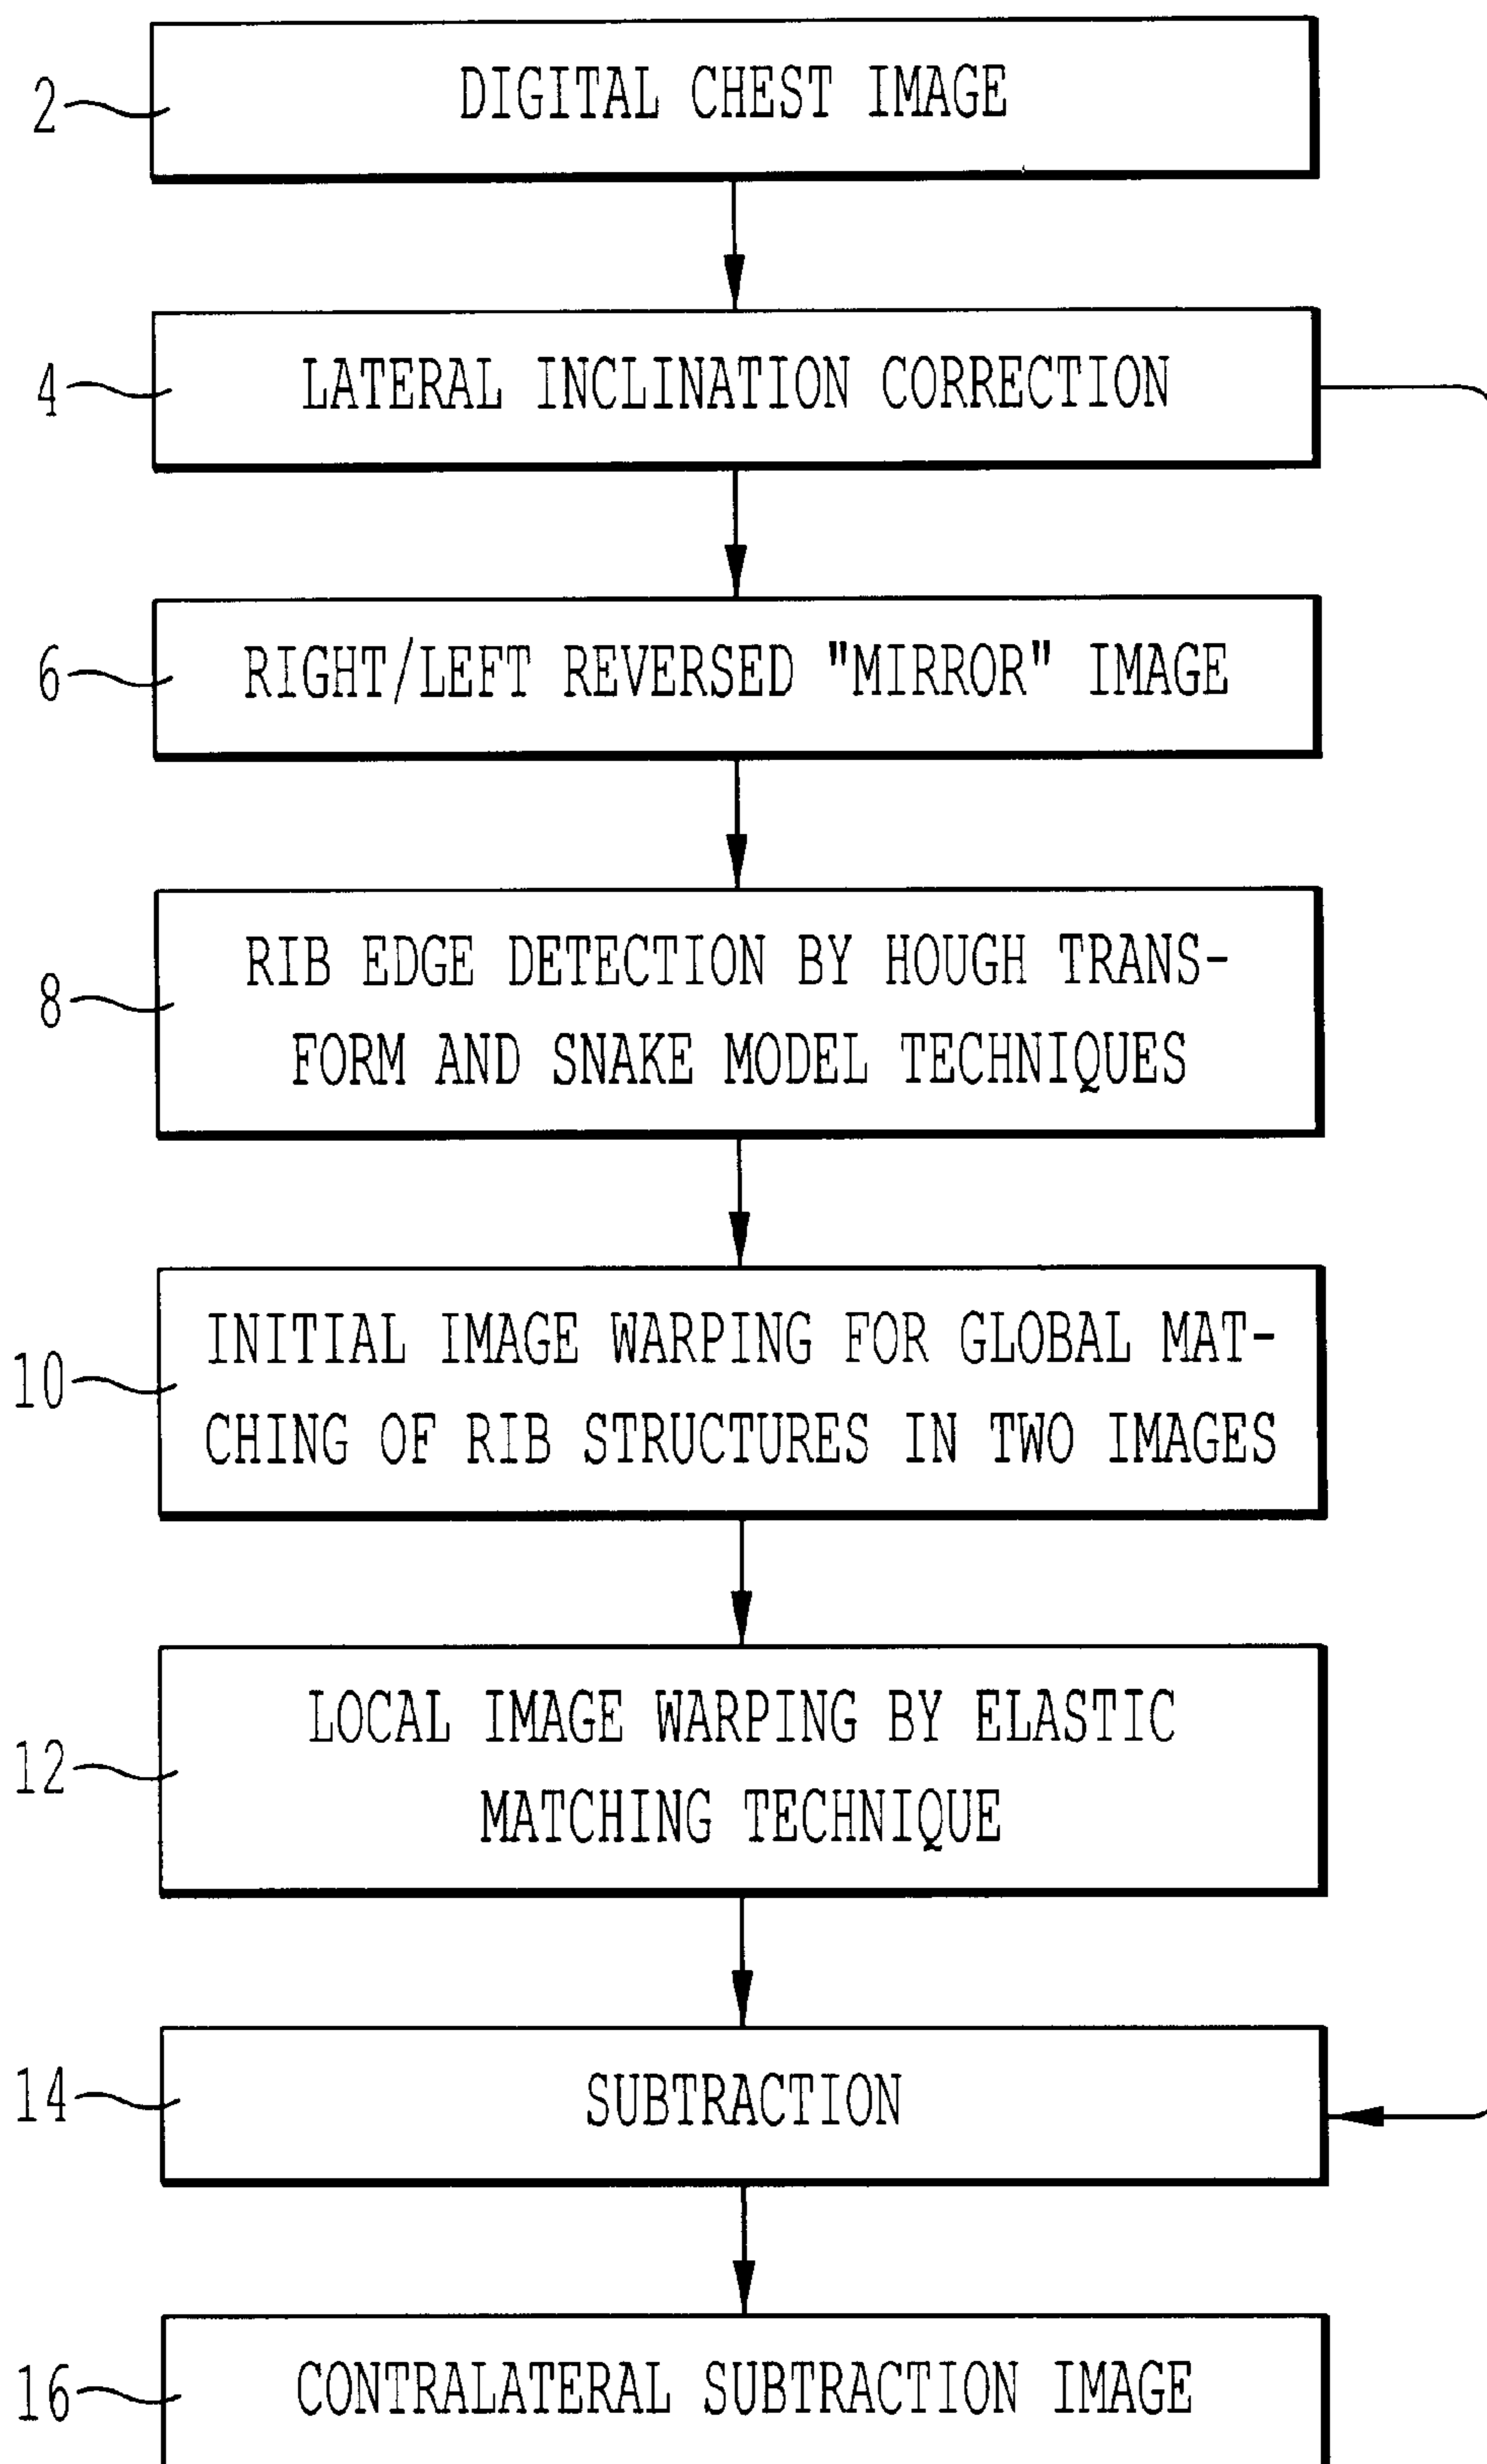 2
DIGITAL CHEST IMAGE
4
LATERAL INCLINATION CORRECTION
6
RIGHT/LEFT REVERSED "MIRROR" IMAGE
8
RIB EDGE DETECTION BY HOUGH TRANS-
FORM AND SNAKE MODEL TECHNIQUES
10
INITIAL IMAGE WARPING FOR GLOBAL MAT-
CHING OF RIB STRUCTURES IN TWO IMAGES
12
LOCAL IMAGE WARPING BY ELASTIC
MATCHING TECHNIQUE
14
SUBTRACTION
16
CONTRALATERAL SUBTRACTION IMAGE